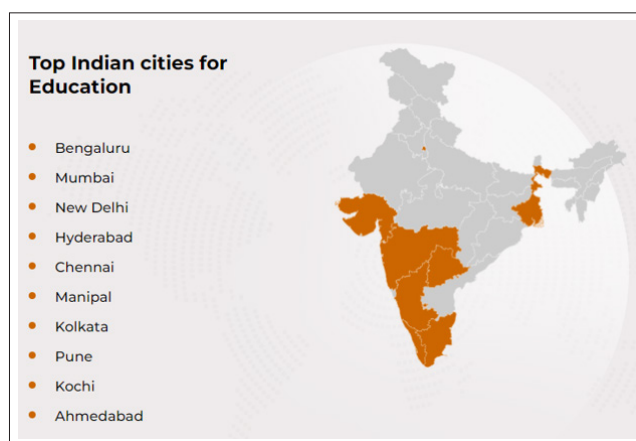 Top Indian cities for
Education
Bengaluru
Mumbai
New Delhi
Hyderabad
Chennai
Manipal
Kolkata
Pune
Kochi
Ahmedabad